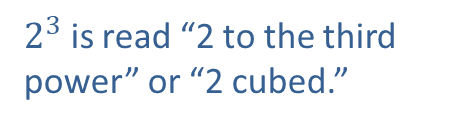 2³ is read “2 to the third
power” or “2 cubed.”